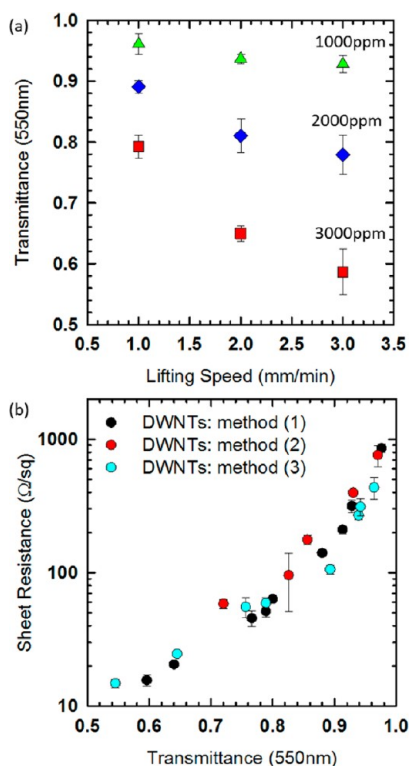 (a)
1.0
0.9
0.8
0.7
0.6
0.5
Transmittance (550nm)
1000ppm
2000ppm
3000ppm
0.5 1.0 1.5 2.0 2.5 3.0 3.5
Lifting Speed (mm/min)
(b)
1000
100
10
Sheet Resistance (Ω/sq)
DWNTs: method (1)
DWNTs: method (2)
DWNTs: method (3)
0.5 0.6 0.7 0.8 0.9 1.0
Transmittance (550nm)